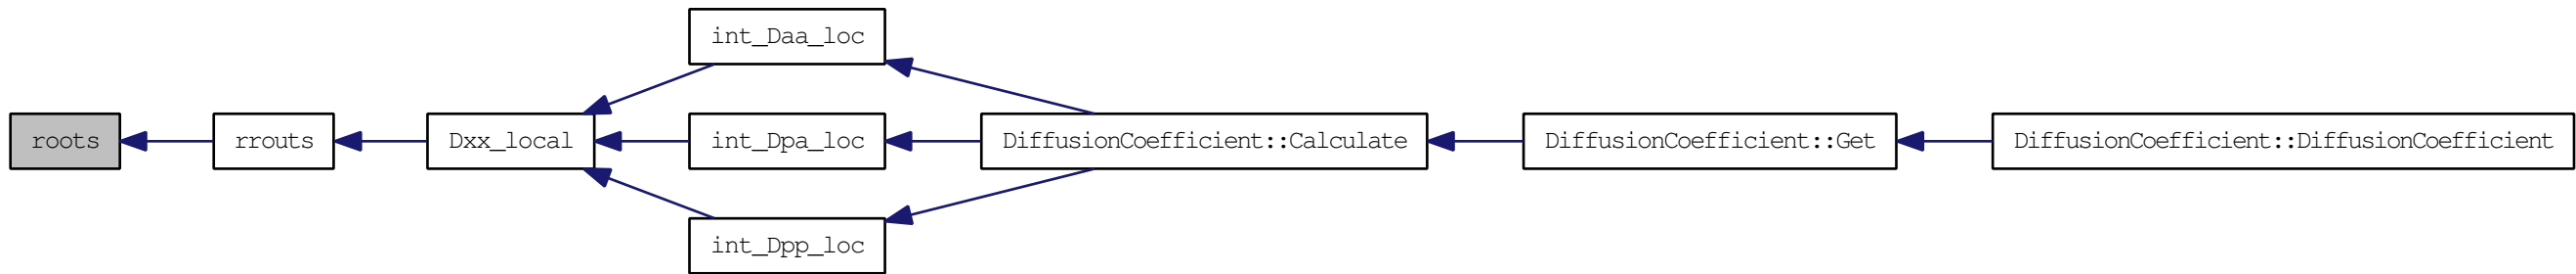 int_Daa_loc
roots
rrouts
Dxx_local
int_Dpa_loc
DiffusionCoefficient::Calculate
DiffusionCoefficient::Get
DiffusionCoefficient::DiffusionCoefficient
int_Dpp_loc